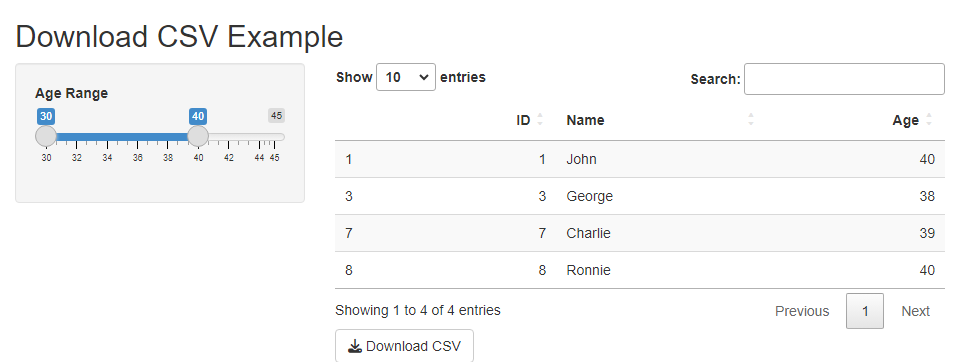 Download CSV Example
Age Range
30 40 45
30 32 34 36 38 40 42 44 45
Show 10 entries
Search:
ID Name Age
1 1 John 40
3 3 George 38
7 7 Charlie 39
8 8 Ronnie 40
Showing 1 to 4 of 4 entries
Previous 1 Next
Download CSV